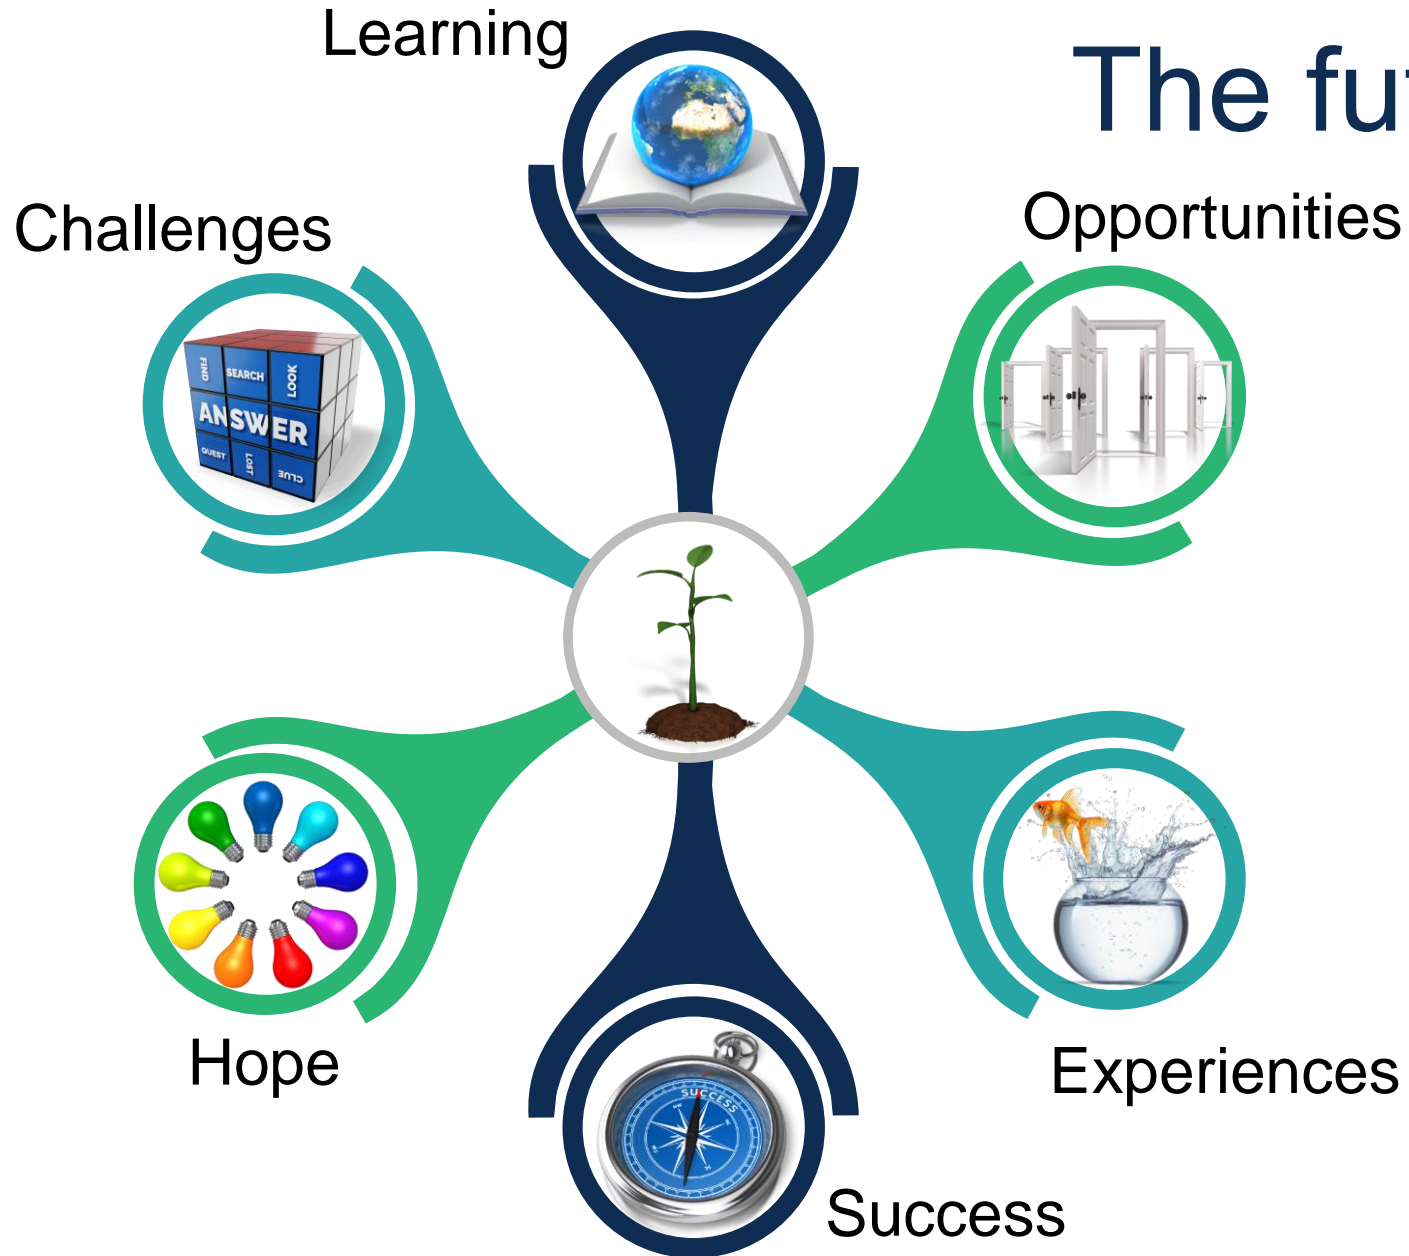 Learning
The fu
Challenges
Opportunities
FIND
SEARCH
LOOK
ANSWER
QUEST
LOST
CLUE
Hope
Experiences
SUCCESS
Success